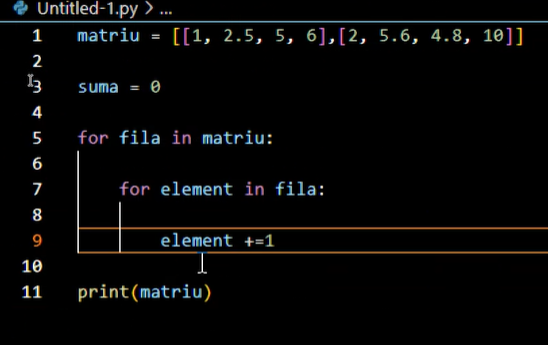 Untitled-1.py > ...
1 matriu = [[1, 2.5, 5, 6],[2, 5.6, 4.8, 10]]
2
3 suma = 0
4
5 for fila in matriu:
6
7 for element in fila:
8
9 element +=1
10
11 print(matriu)